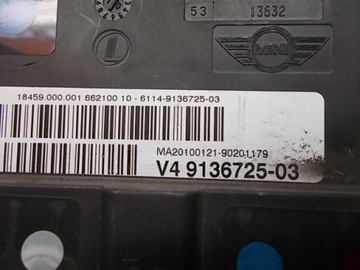 53 13632
MINI
18459.000.001 662100 10 - 6114-9136725-03
MA20100121-90201179
V4 9136725-03